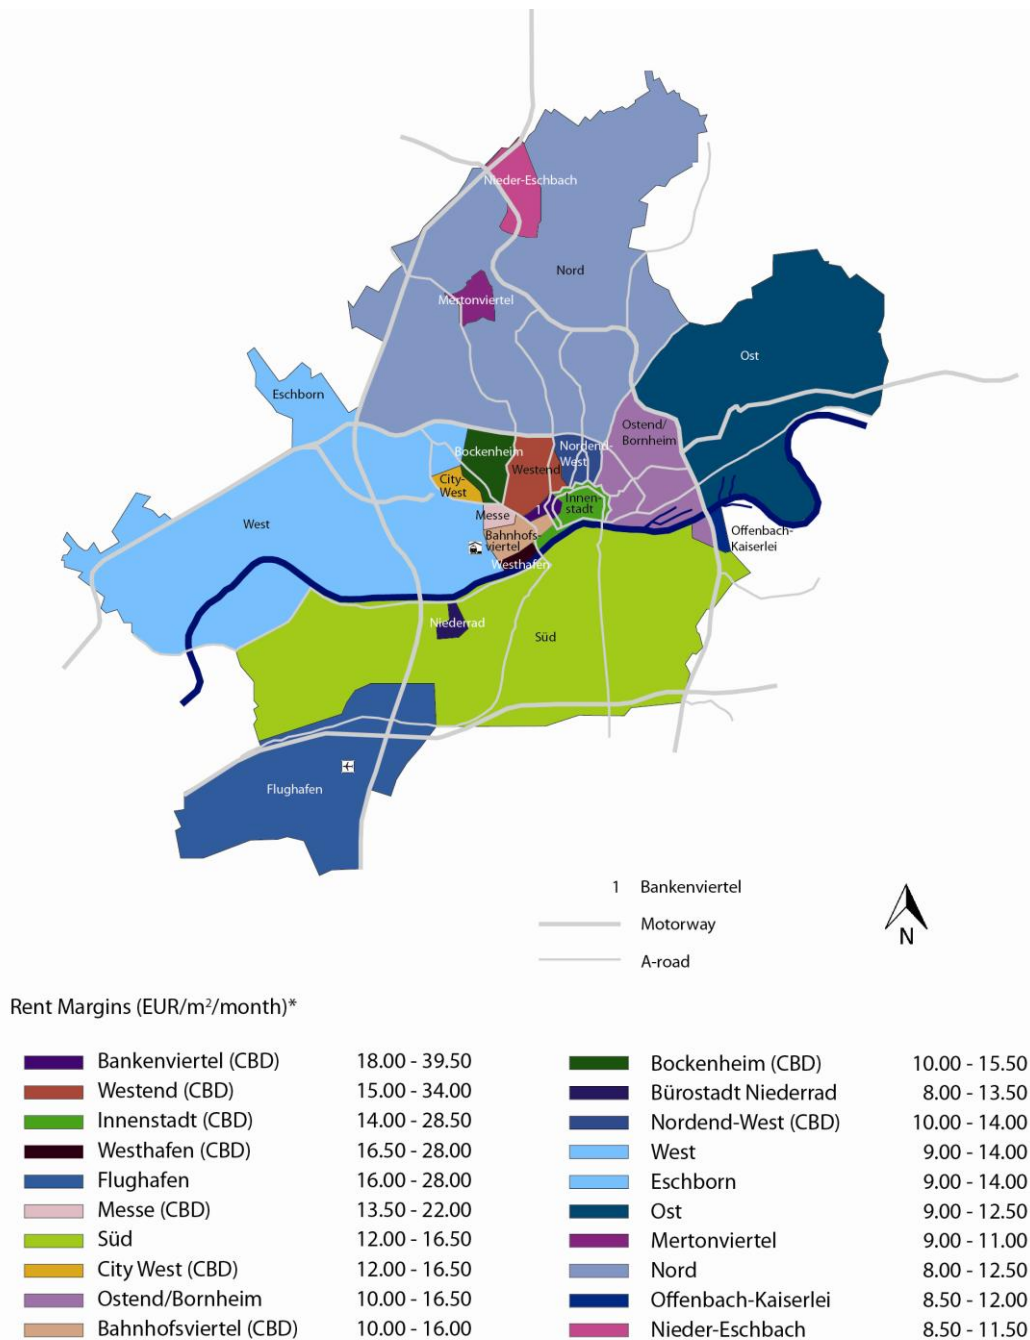 Nieder-Eschbach
Nord
Mertonviertel
Ost
Eschborn
Ostend/
Bornheim
Nordend-
West
Bockenheim
Westend
City-
West
Innen-
stadt
1
Messe
West
Bahnhofs-
viertel
Offenbach-
Kaiserlei
Westhafen
Niederrad
Süd
Flughafen
1 Bankenviertel
Motorway
A-road
N
Rent Margins (EUR/m²/month)*
Bankenviertel (CBD) 18.00 - 39.50
Westend (CBD) 15.00 - 34.00
Innenstadt (CBD) 14.00 - 28.50
Westhafen (CBD) 16.50 - 28.00
Flughafen 16.00 - 28.00
Messe (CBD) 13.50 - 22.00
Süd 12.00 - 16.50
City West (CBD) 12.00 - 16.50
Ostend/Bornheim 10.00 - 16.50
Bahnhofsviertel (CBD) 10.00 - 16.00
Bockenheim (CBD) 10.00 - 15.50
Bürostadt Niederrad 8.00 - 13.50
Nordend-West (CBD) 10.00 - 14.00
West 9.00 - 14.00
Eschborn 9.00 - 14.00
Ost 9.00 - 12.50
Mertonviertel 9.00 - 11.00
Nord 8.00 - 12.50
Offenbach-Kaiserlei 8.50 - 12.00
Nieder-Eschbach 8.50 - 11.50